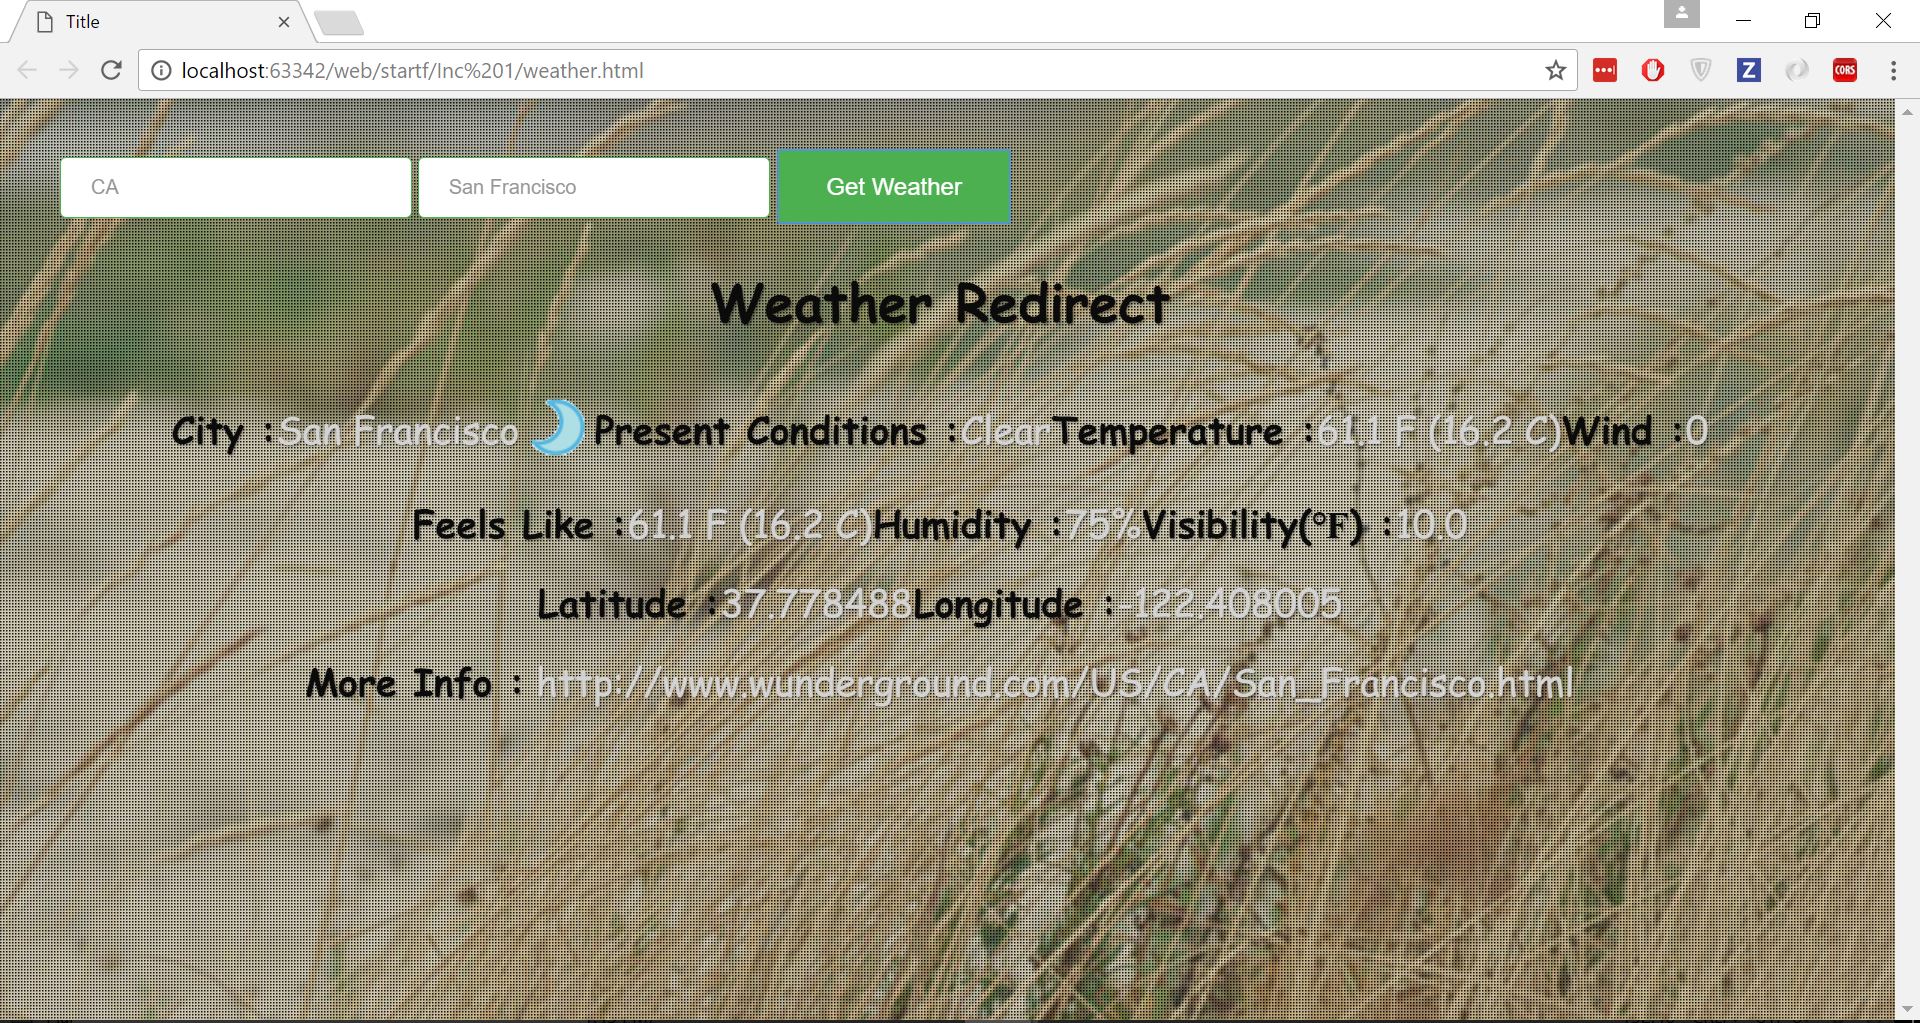 Title
localhost:63342/web/startf/Inc%201/weather.html
CORS
CA San Francisco Get Weather
Weather Redirect
City :San Francisco Present Conditions :ClearTemperature :61.1 F (16.2 C)Wind :0
Feels Like :61.1 F (16.2 C)Humidity :75%Visibility(°F) :10.0
Latitude :37.778488Longitude :-122.408005
More Info : http://www.wunderground.com/US/CA/San_Francisco.html